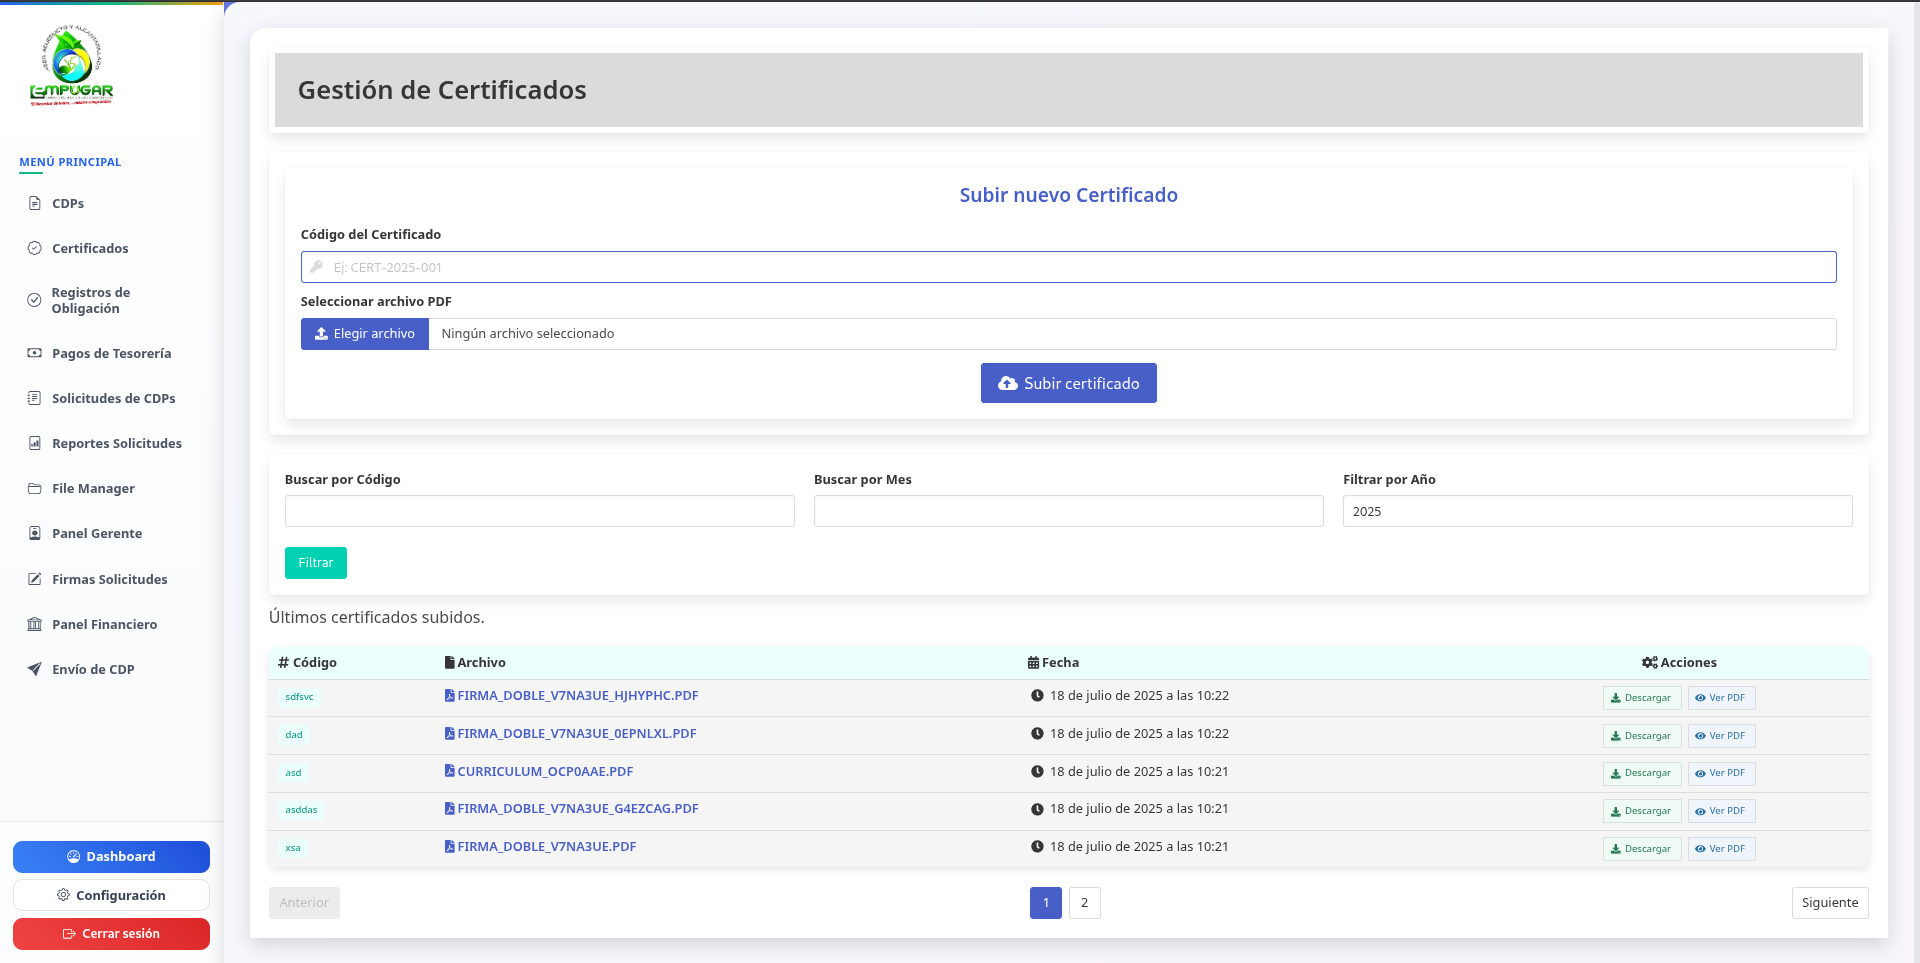 EMPUGAR
MENÚ PRINCIPAL
CDPs
Certificados
Registros de
Obligación
Pagos de Tesorería
Solicitudes de CDPs
Reportes Solicitudes
File Manager
Panel Gerente
Firmas Solicitudes
Panel Financiero
Envío de CDP
Dashboard
Configuración
Cerrar sesión
Gestión de Certificados
Subir nuevo Certificado
Código del Certificado
Ej: CERT-2025-001
Seleccionar archivo PDF
Elegir archivo Ningún archivo seleccionado
Subir certificado
Buscar por Código Buscar por Mes Filtrar por Año
2025
Filtrar
Últimos certificados subidos.
# Código Archivo Fecha Acciones
sdfsvc FIRMA_DOBLE_V7NA3UE_HJHYPHC.PDF 18 de julio de 2025 a las 10:22 Descargar Ver PDF
dad FIRMA_DOBLE_V7NA3UE_0EPNLXL.PDF 18 de julio de 2025 a las 10:22 Descargar Ver PDF
asd CURRICULUM_OCP0AAE.PDF 18 de julio de 2025 a las 10:21 Descargar Ver PDF
asddas FIRMA_DOBLE_V7NA3UE_G4EZCAG.PDF 18 de julio de 2025 a las 10:21 Descargar Ver PDF
xsa FIRMA_DOBLE_V7NA3UE.PDF 18 de julio de 2025 a las 10:21 Descargar Ver PDF
Anterior 1 2 Siguiente